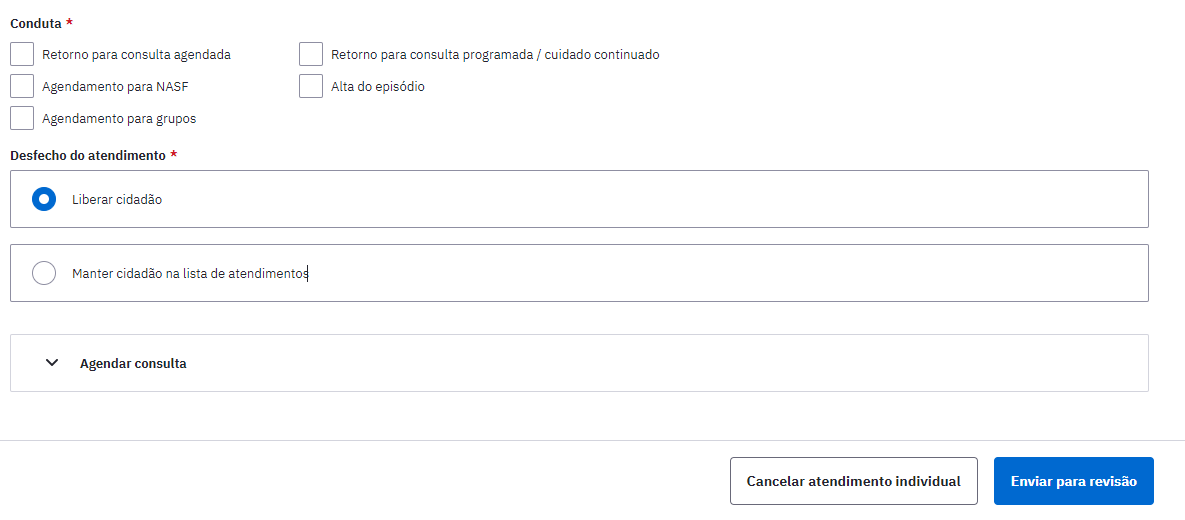 Conduta *
Retorno para consulta agendada
Retorno para consulta programada / cuidado continuado
Agendamento para NASF
Alta do episódio
Agendamento para grupos
Desfecho do atendimento *
Liberar cidadão
Manter cidadão na lista de atendimentos
Agendar consulta
Cancelar atendimento individual
Enviar para revisão